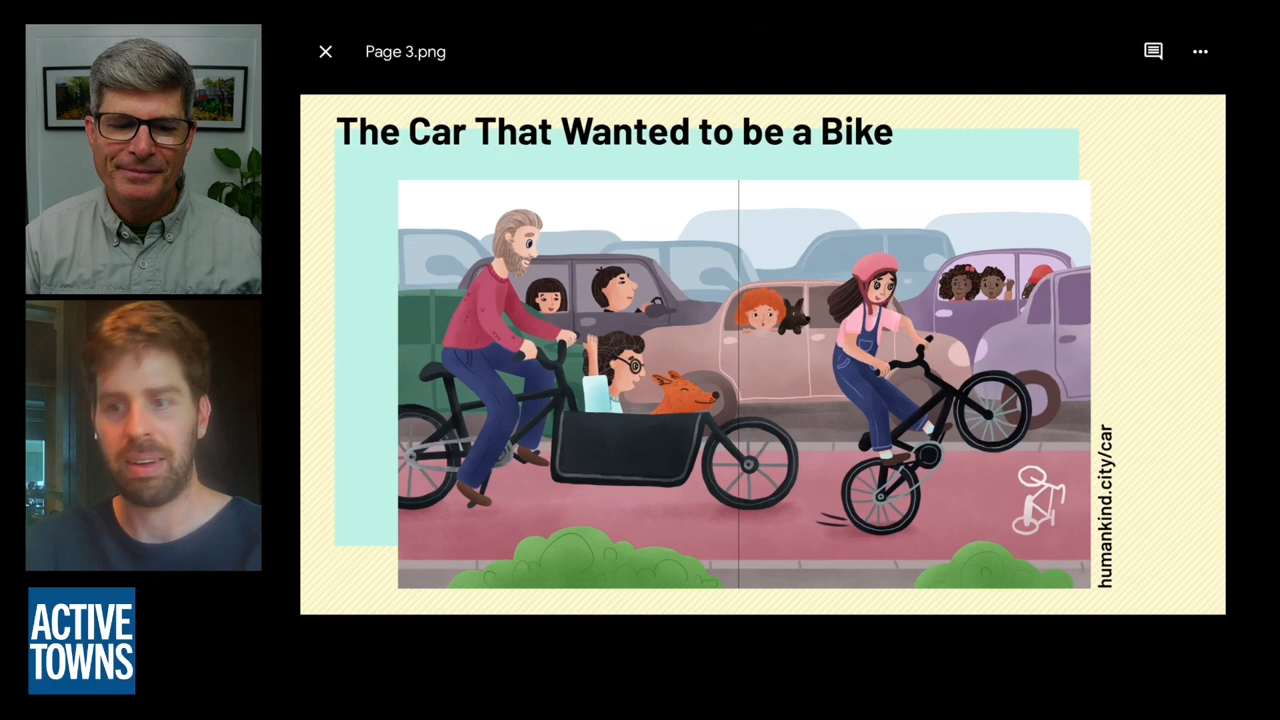 Page 3.png
The Car That Wanted to be a Bike
humankind.city/car
ACTIVE
TOWNS